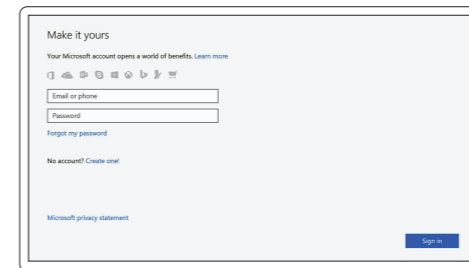 Make it yours
Your Microsoft account opens a world of benefits. Learn more
Email or phone
Password
Forgot my password
No account? Create one!
Microsoft privacy statement
Sign in